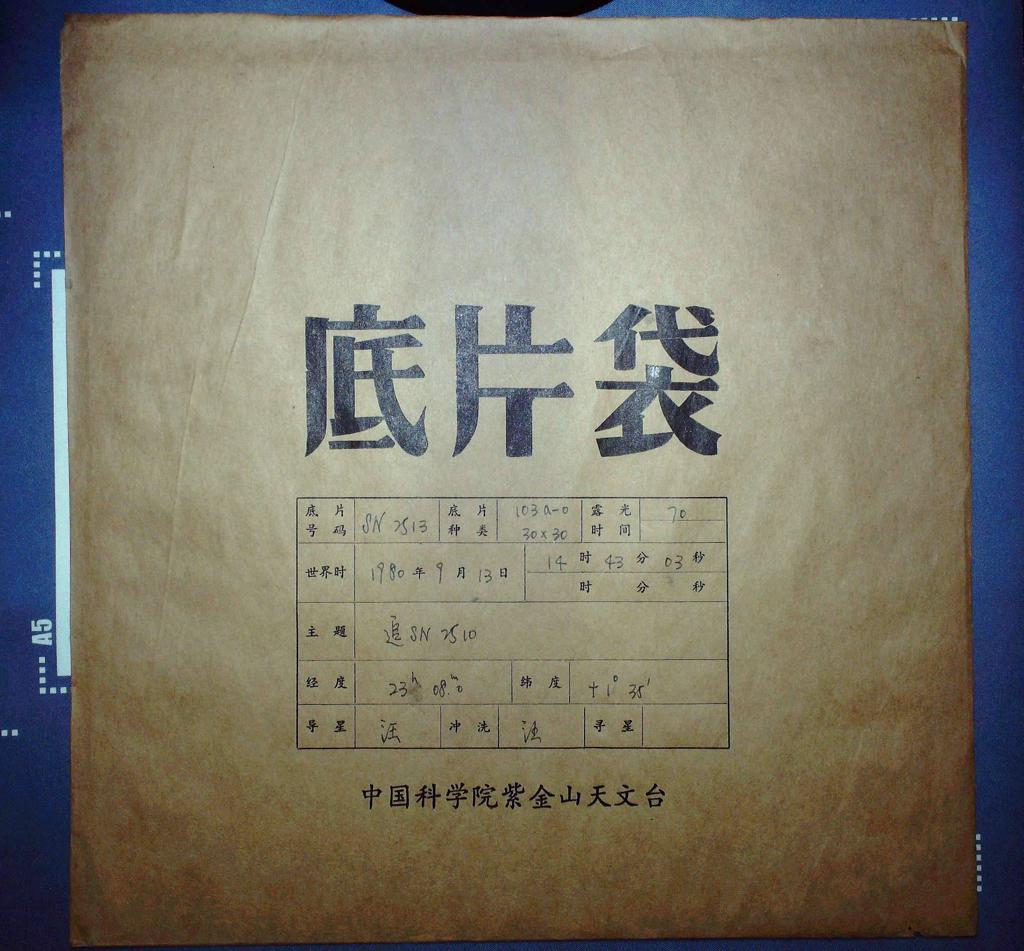 底片袋
底片号码 SN 2513 底片种类 103a-O 30×30 露光时间 70
世界时 1980年9月13日 14时43分03秒
时 分 秒
主题 追SN 2510
经度 23h 08m.0 纬度 +1° 35′
导星 汪 冲洗 汪 寻星
中国科学院紫金山天文台
A5